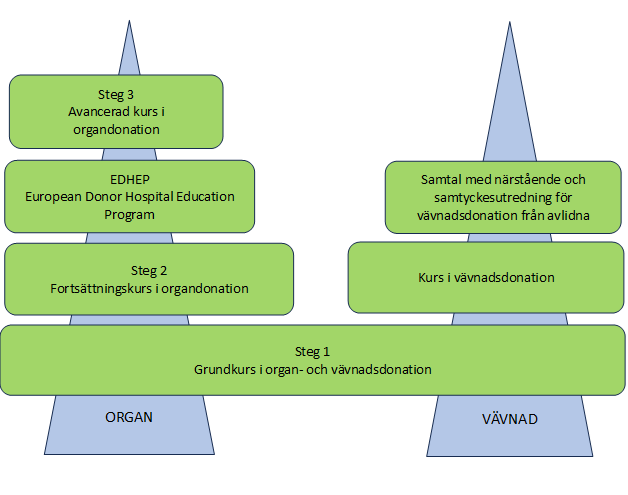 Steg 3
Avancerad kurs i
organdonation
EDHEP
European Donor Hospital Education
Program
Samtal med närstående och
samtyckesutredning för
vävnadsdonation från avlidna
Steg 2
Fortsättningskurs i organdonation
Kurs i vävnadsdonation
Steg 1
Grundkurs i organ- och vävnadsdonation
ORGAN
VÄVNAD